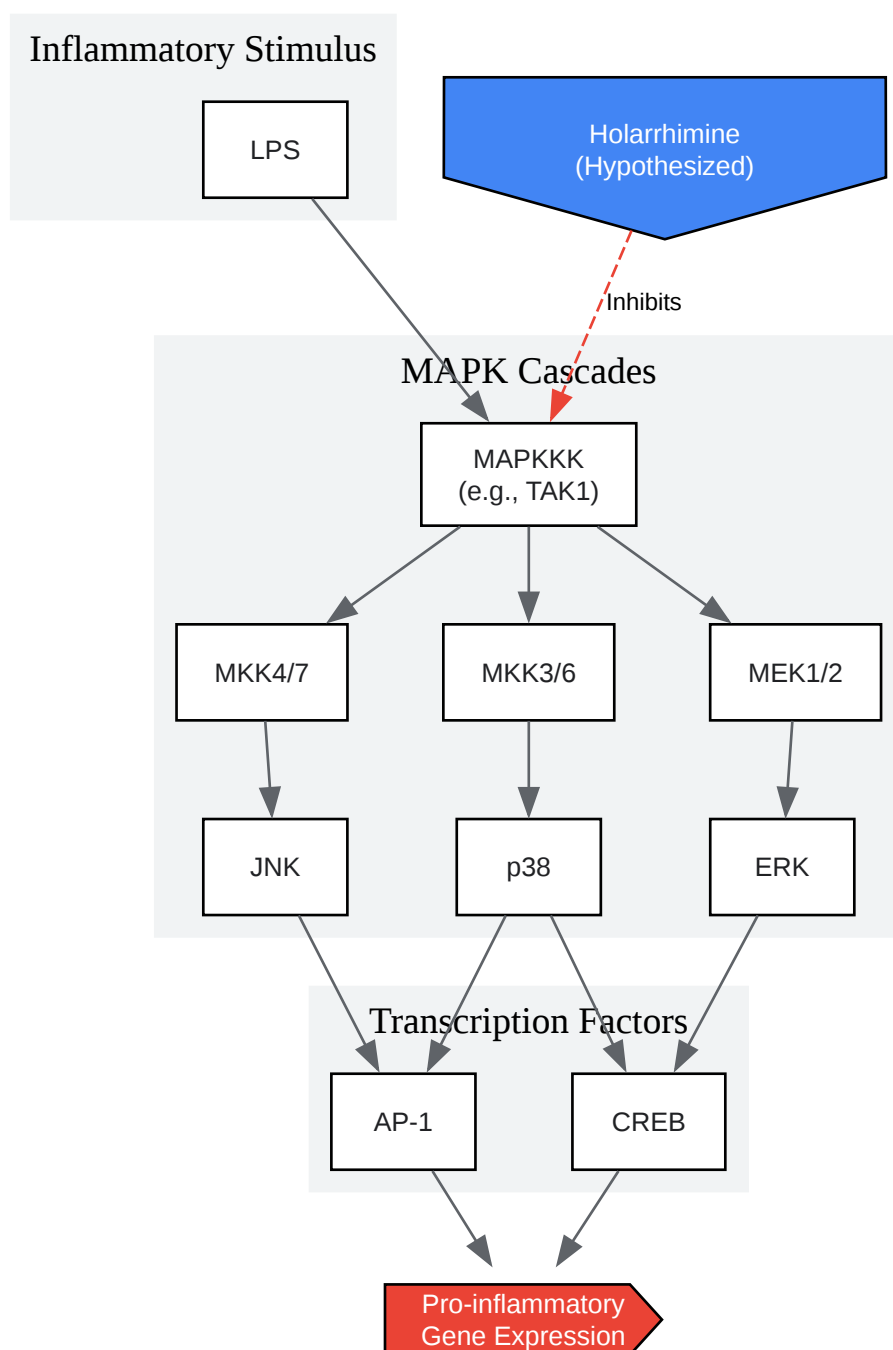 Inflammatory Stimulus
LPS
Holarrhimine
(Hypothesized)
Inhibits
MAPK Cascades
MAPKKK
(e.g., TAK1)
MKK4/7
MKK3/6
MEK1/2
JNK
p38
ERK
Transcription Factors
AP-1
CREB
Pro-inflammatory
Gene Expression